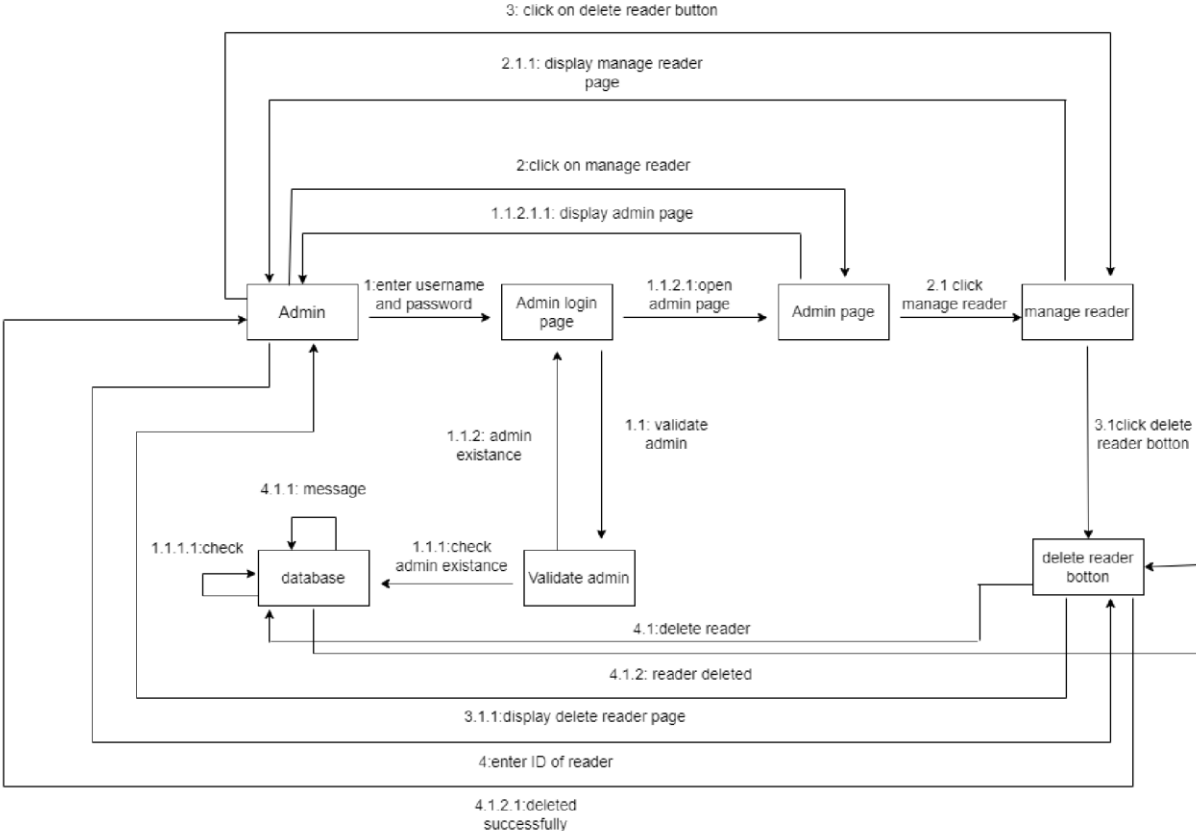 3: click on delete reader button
2.1.1: display manage reader
page
2:click on manage reader
1.1.2.1.1: display admin page
1:enter username
and password
1.1.2.1:open
admin page
2.1 click
manage reader
Admin
Admin login
page
Admin page
manage reader
1.1.2: admin
existance
1.1: validate
admin
3.1click delete
reader botton
4.1.1: message
1.1.1.1:check
1.1.1:check
admin existance
database
Validate admin
delete reader
botton
4.1:delete reader
4.1.2: reader deleted
3.1.1:display delete reader page
4:enter ID of reader
4.1.2.1:deleted
successfully